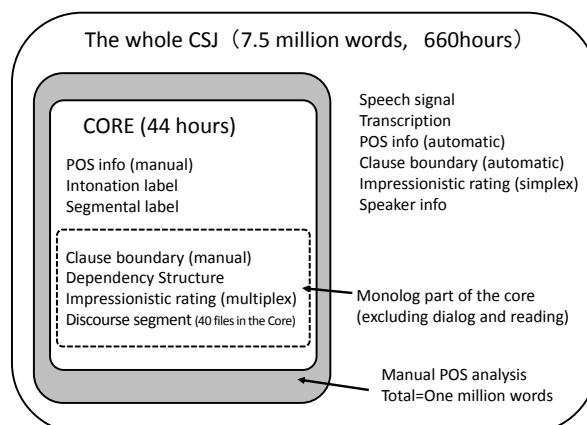 The whole CSJ（7.5 million words, 660hours）
CORE (44 hours)
POS info (manual)
Intonation label
Segmental label
Clause boundary (manual)
Dependency Structure
Impressionistic rating (multiplex)
Discourse segment (40 files in the Core)
Speech signal
Transcription
POS info (automatic)
Clause boundary (automatic)
Impressionistic rating (simplex)
Speaker info
Monolog part of the core
(excluding dialog and reading)
Manual POS analysis
Total=One million words